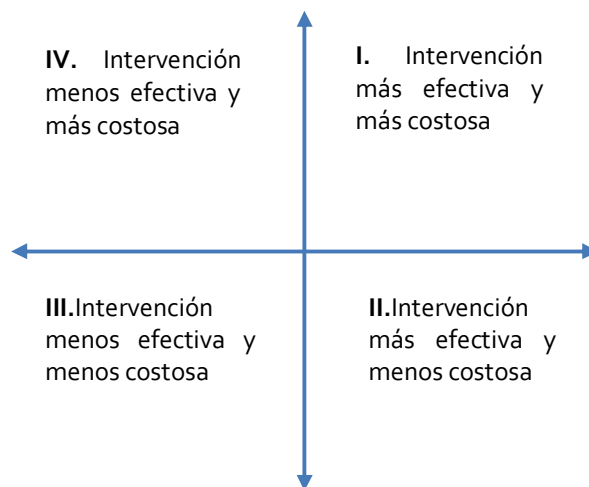 IV. Intervención
menos efectiva y
más costosa
I. Intervención
más efectiva y
más costosa
III.Intervención
menos efectiva y
menos costosa
II.Intervención
más efectiva y
menos costosa